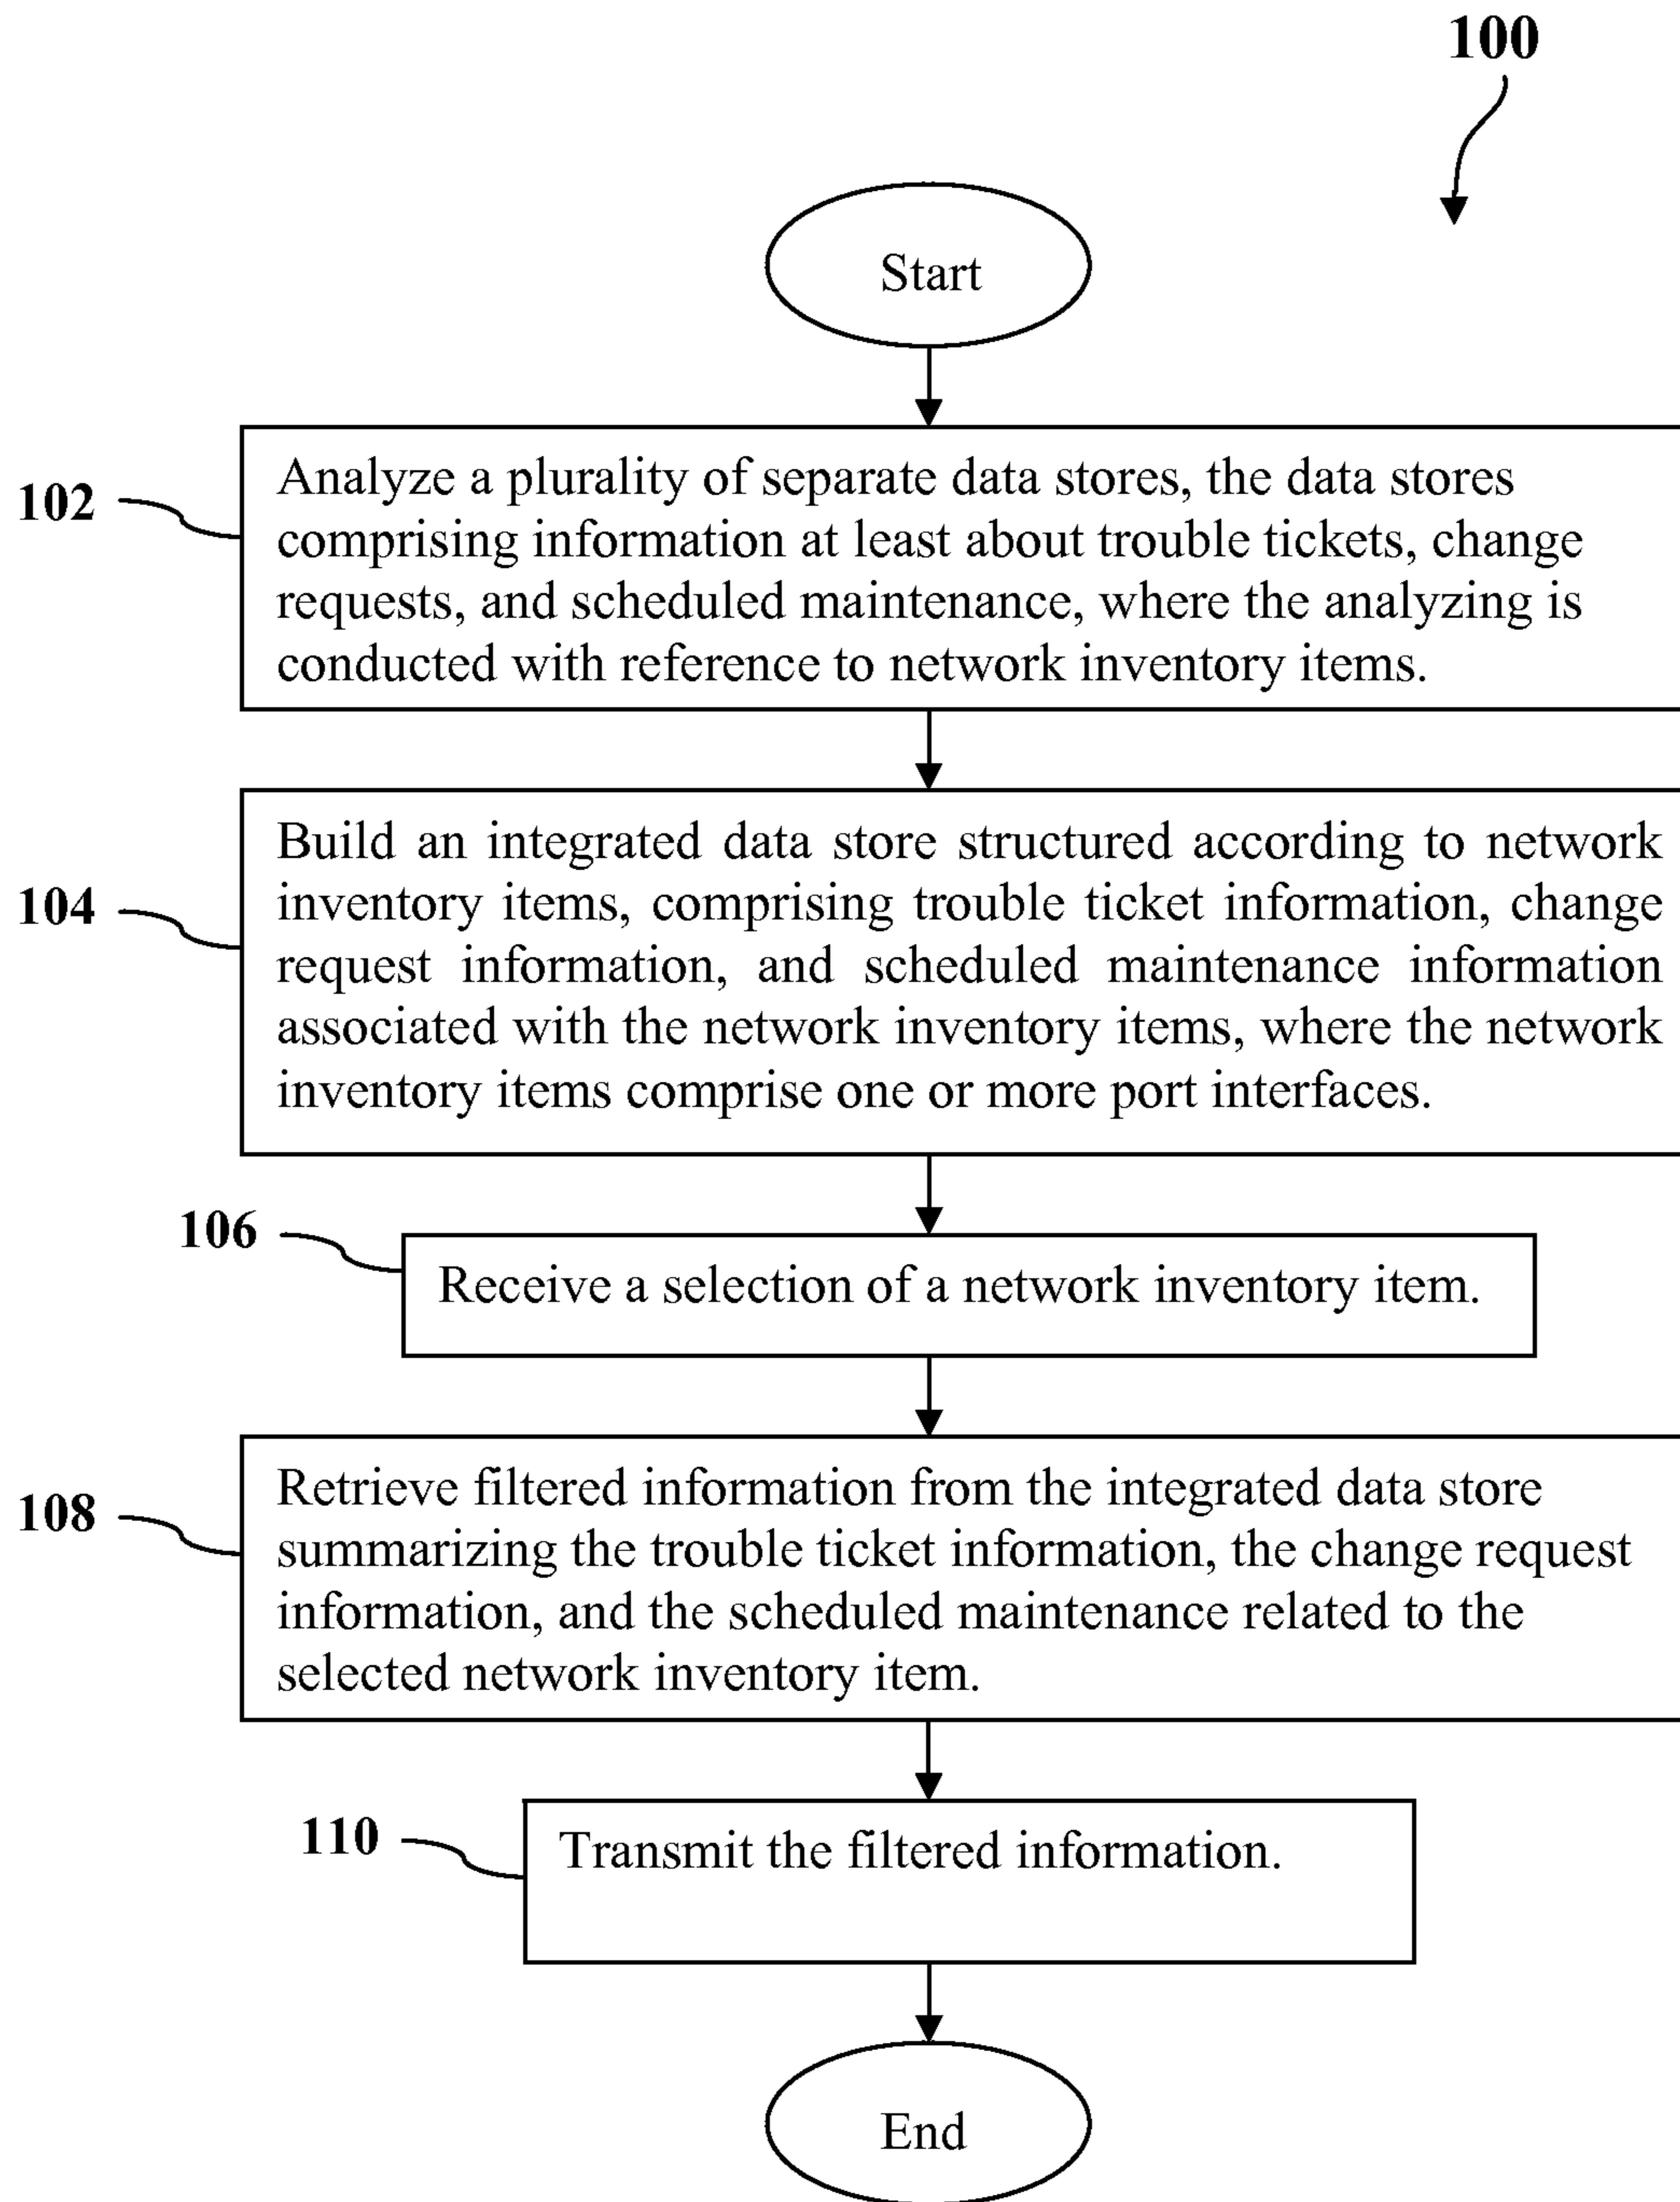 100
Start
102
Analyze a plurality of separate data stores, the data stores
comprising information at least about trouble tickets, change
requests, and scheduled maintenance, where the analyzing is
conducted with reference to network inventory items.
104
Build an integrated data store structured according to network
inventory items, comprising trouble ticket information, change
request information, and scheduled maintenance information
associated with the network inventory items, where the network
inventory items comprise one or more port interfaces.
106
Receive a selection of a network inventory item.
108
Retrieve filtered information from the integrated data store
summarizing the trouble ticket information, the change request
information, and the scheduled maintenance related to the
selected network inventory item.
110
Transmit the filtered information.
End